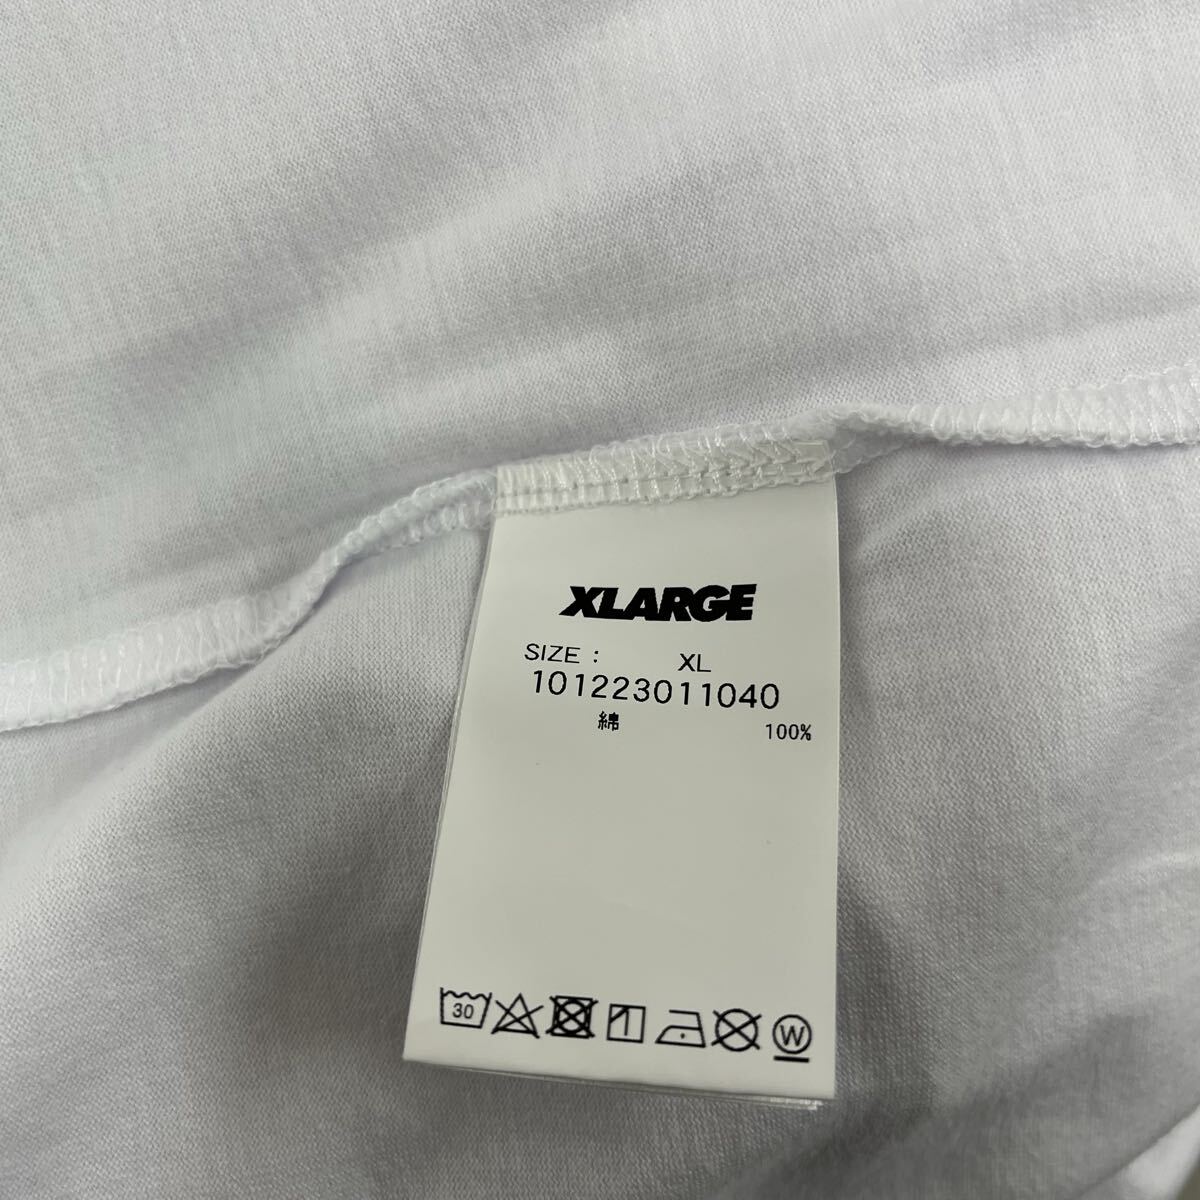 XLARGE
SIZE : XL
101223011040
綿 100%
30 W